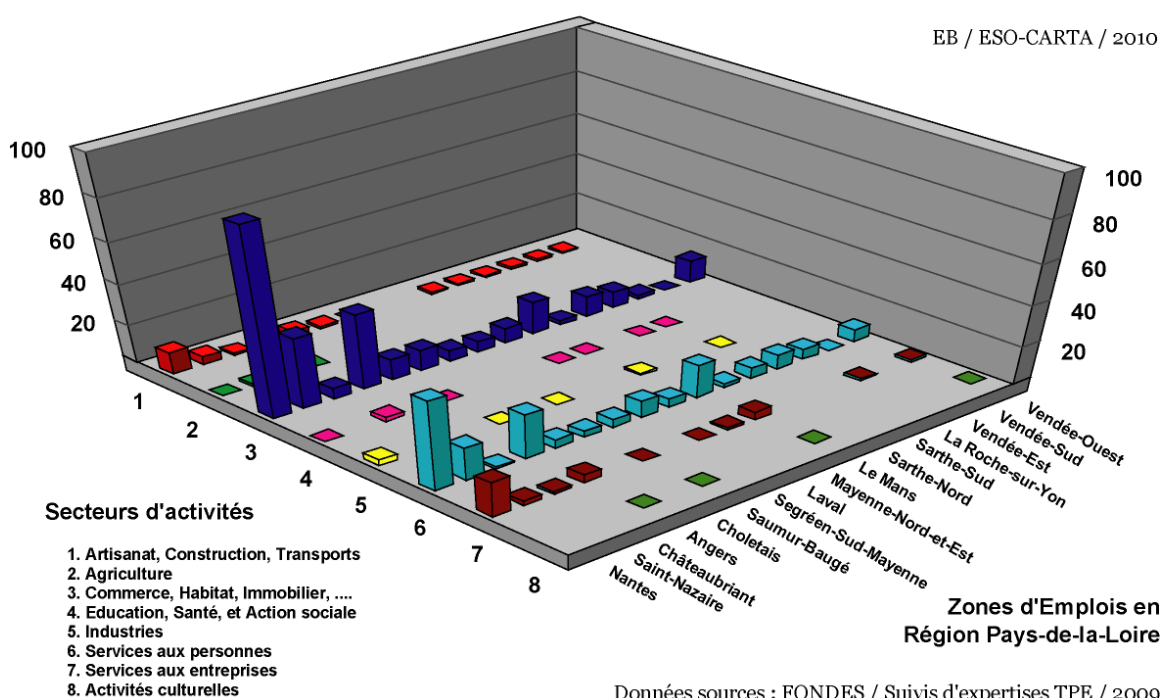 EB / ESO-CARTA / 2010
100
80
60
40
20
100
80
60
40
20
1
2
3
4
5
6
7
8
Vendée-Ouest
Vendée-Sud
La Roche-sur-Yon
Vendée-Est
Sarthe-Sud
Sarthe-Nord
Le Mans
Mayenne-Nord-et-Est
Laval
Segréen-Sud-Mayenne
Saumur-Baugé
Choletais
Angers
Châteaubriant
Saint-Nazaire
Nantes
Secteurs d'activités
1. Artisanat, Construction, Transports
2. Agriculture
3. Commerce, Habitat, Immobilier, ....
4. Education, Santé, et Action sociale
5. Industries
6. Services aux personnes
7. Services aux entreprises
8. Activités culturelles
Zones d'Emplois en
Région Pays-de-la-Loire
Données sources : FONDES / Suivis d'expertises TPE / 2009